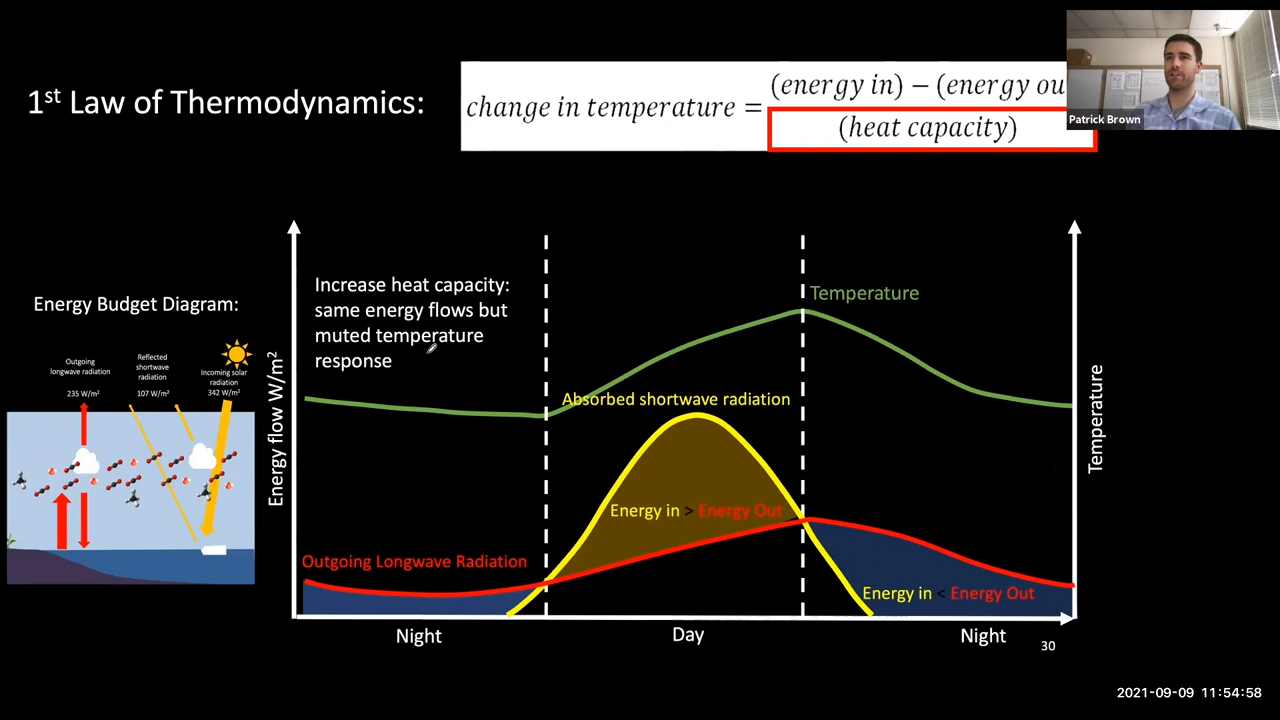 1st Law of Thermodynamics:
change in temperature =
(energy in) − (energy ou
(heat capacity)
Patrick Brown
Increase heat capacity:
same energy flows but
muted temperature
response
Temperature
Energy Budget Diagram:
Outgoing
longwave radiation
235 W/m²
Reflected
shortwave
radiation
107 W/m²
Incoming solar
radiation
342 W/m²
Energy flow W/m²
Absorbed shortwave radiation
Energy in > Energy Out
Outgoing Longwave Radiation
Energy in < Energy Out
Temperature
Night
Day
Night
30
2021-09-09 11:54:58